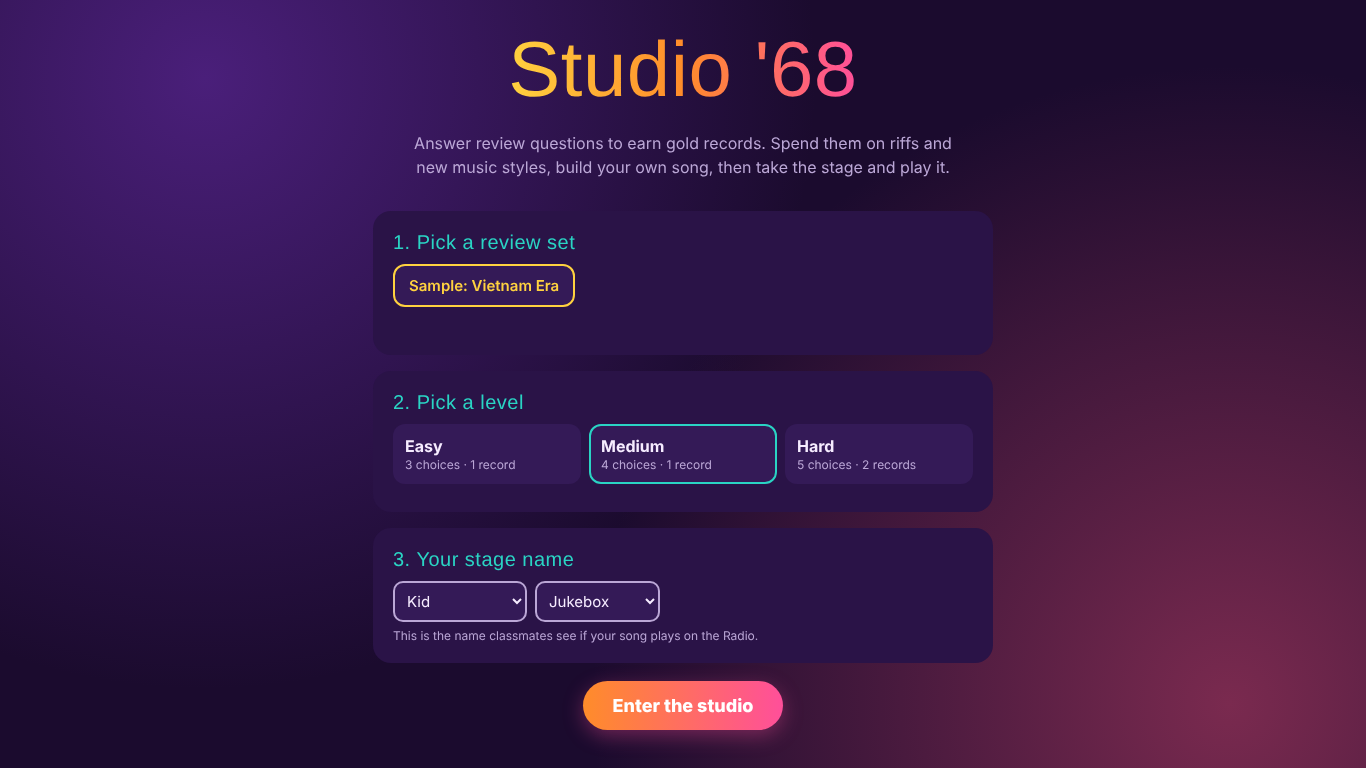 Studio '68
Answer review questions to earn gold records. Spend them on riffs and
new music styles, build your own song, then take the stage and play it.
1. Pick a review set
Sample: Vietnam Era
2. Pick a level
Easy
3 choices · 1 record
Medium
4 choices · 1 record
Hard
5 choices · 2 records
3. Your stage name
Kid
Jukebox
This is the name classmates see if your song plays on the Radio.
Enter the studio